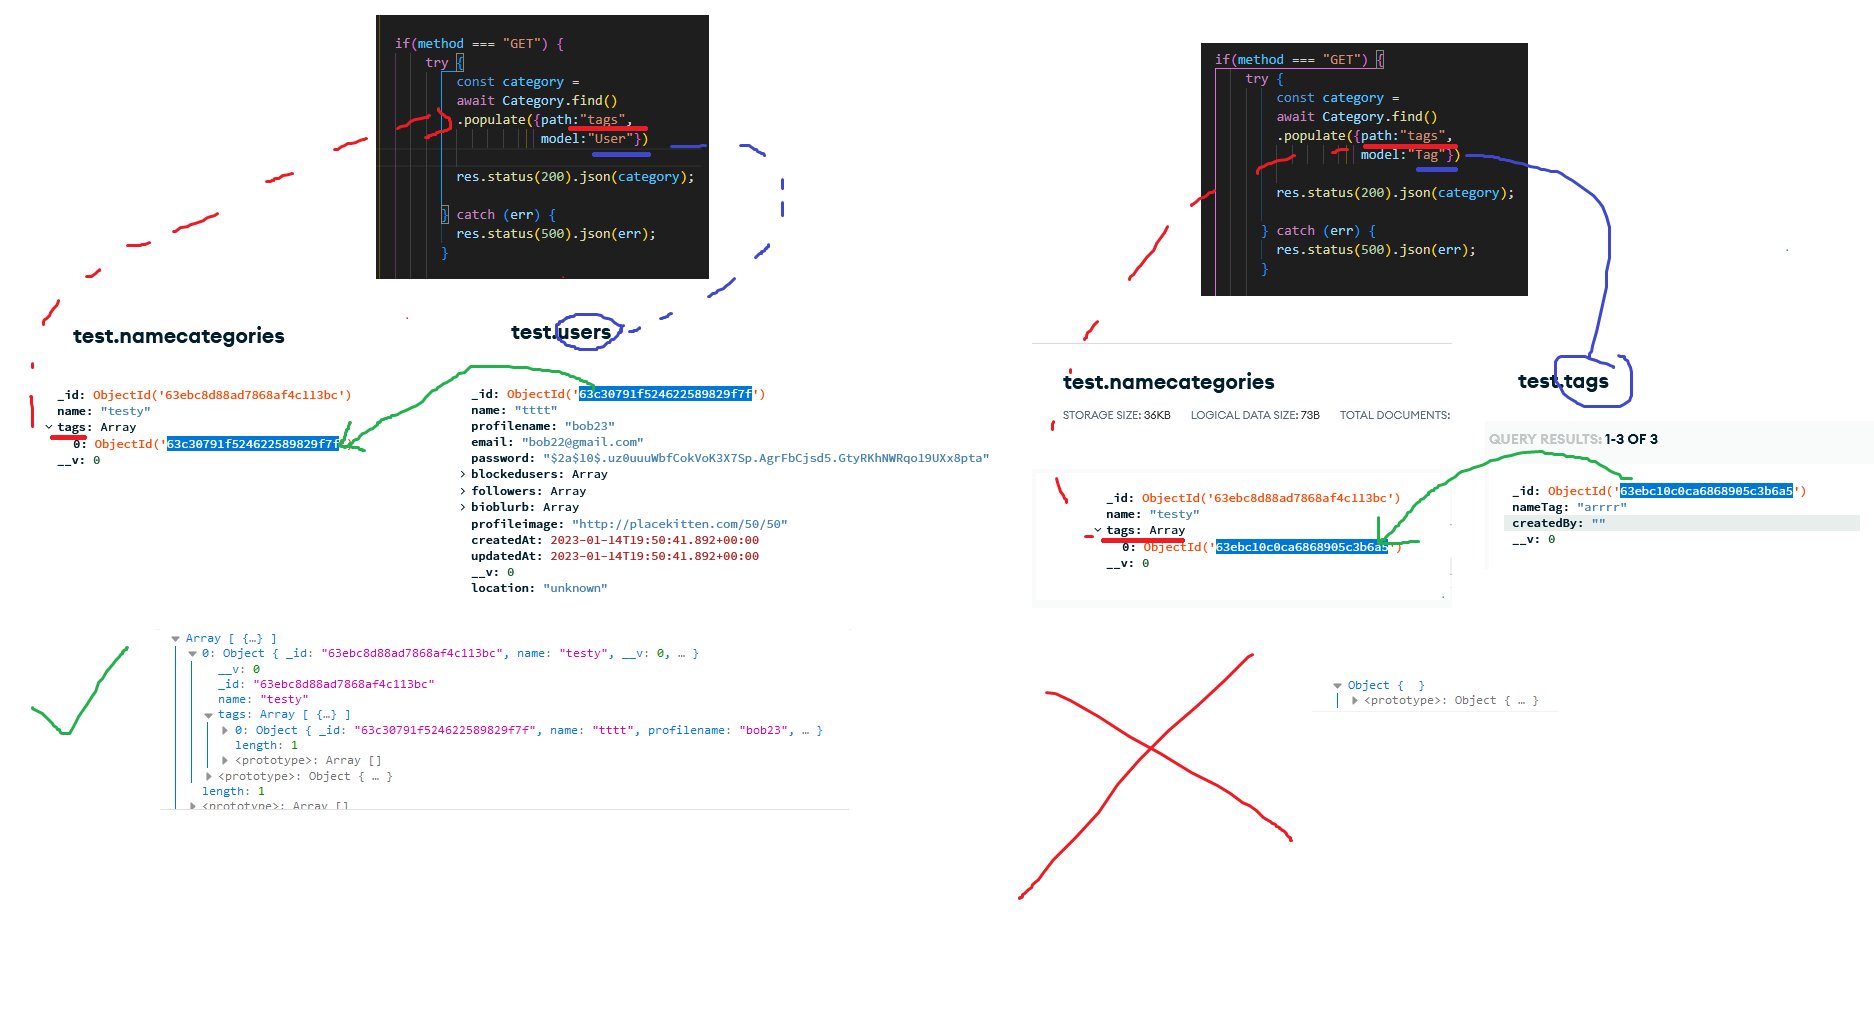 if(method === "GET") {
try {
const category =
await Category.find()
.populate({path:"tags",
model:"User"})
res.status(200).json(category);
} catch (err) {
res.status(500).json(err);
}
test.namecategories
_id: ObjectId('63ebc8d88ad7868af4c113bc')
name: "testy"
tags: Array
0: ObjectId('63c30791f524622589829f7f
__v: 0
test.users
_id: ObjectId('63c30791f524622589829f7f')
name: "tttt"
profilename: "bob23"
email: "bob22@gmail.com"
password: "$2a$10$.uz0uuuWbfCokVoK3X7Sp.AgrFbCjsd5.GtyRKhNWRqo19UXx8pta"
blockedusers: Array
followers: Array
bioblurb: Array
profileimage: "http://placekitten.com/50/50"
createdAt: 2023-01-14T19:50:41.892+00:00
updatedAt: 2023-01-14T19:50:41.892+00:00
__v: 0
location: "unknown"
Array [ {…} ]
0: Object { _id: "63ebc8d88ad7868af4c113bc", name: "testy", __v: 0, … }
__v: 0
_id: "63ebc8d88ad7868af4c113bc"
name: "testy"
tags: Array [ {…} ]
0: Object { _id: "63c30791f524622589829f7f", name: "tttt", profilename: "bob23", … }
length: 1
<prototype>: Array []
<prototype>: Object { … }
length: 1
<prototype>: Array []
if(method === "GET") {
try {
const category =
await Category.find()
.populate({path:"tags",
model:"Tag"})
res.status(200).json(category);
} catch (err) {
res.status(500).json(err);
}
test.namecategories
STORAGE SIZE: 36KB LOGICAL DATA SIZE: 73B TOTAL DOCUMENTS:
_id: ObjectId('63ebc8d88ad7868af4c113bc')
name: "testy"
tags: Array
0: ObjectId('63ebc10c0ca6868905c3b6a5')
__v: 0
test.tags
QUERY RESULTS: 1-3 OF 3
_id: ObjectId('63ebc10c0ca6868905c3b6a5')
nameTag: "arrrr"
createdBy: ""
__v: 0
Object { }
<prototype>: Object { … }